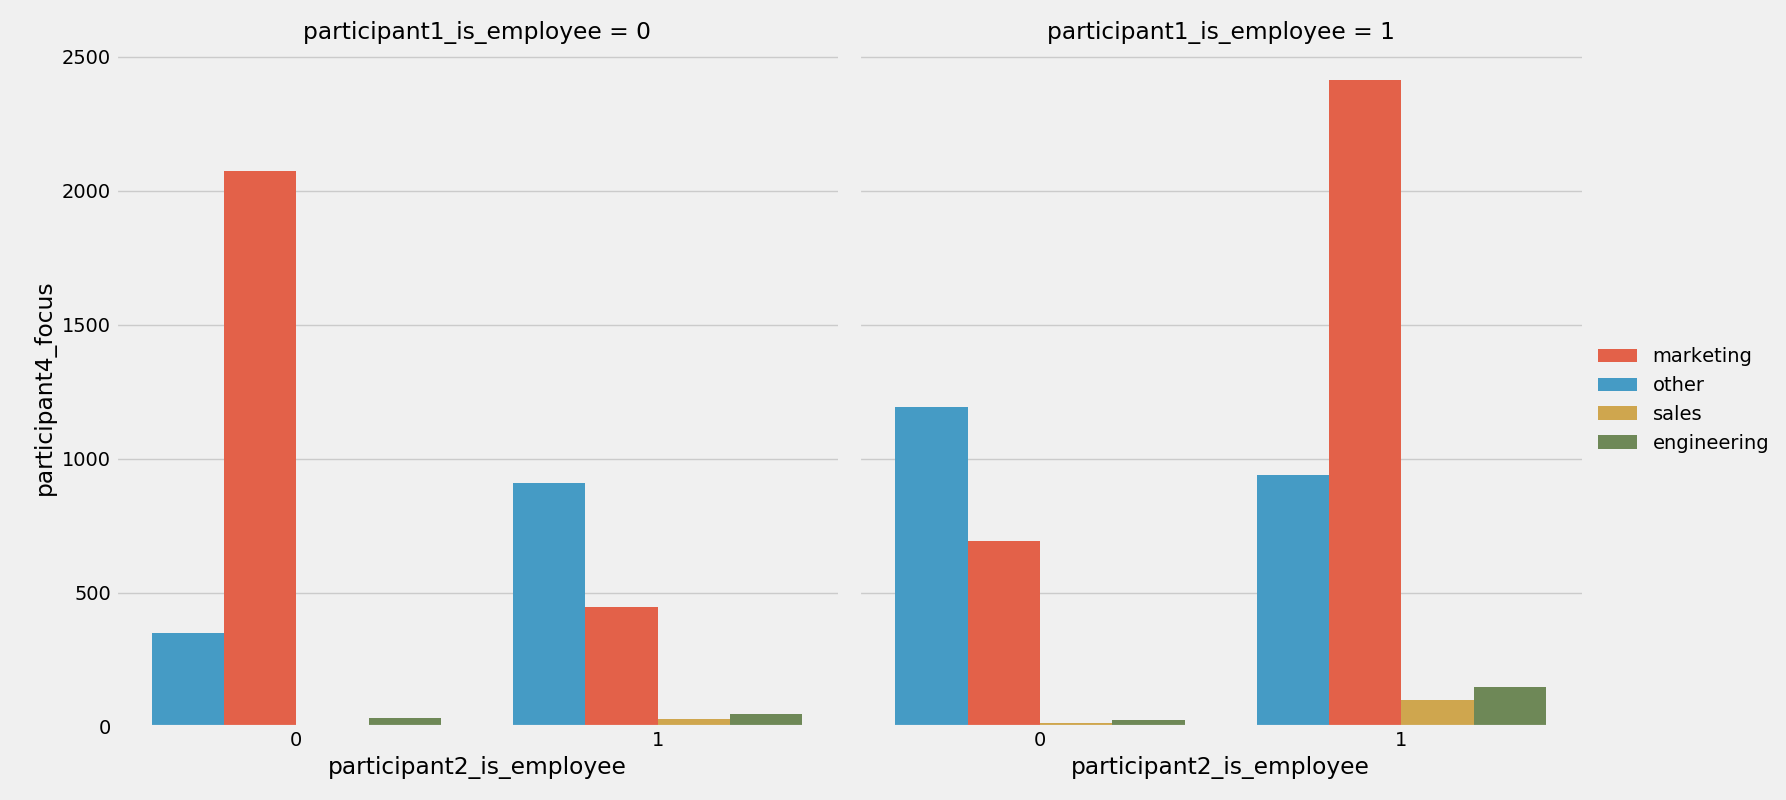 participant1_is_employee = 0
participant1_is_employee = 1
2500
2000
1500
1000
500
0
participant4_focus
0
1
0
1
participant2_is_employee
participant2_is_employee
marketing
other
sales
engineering